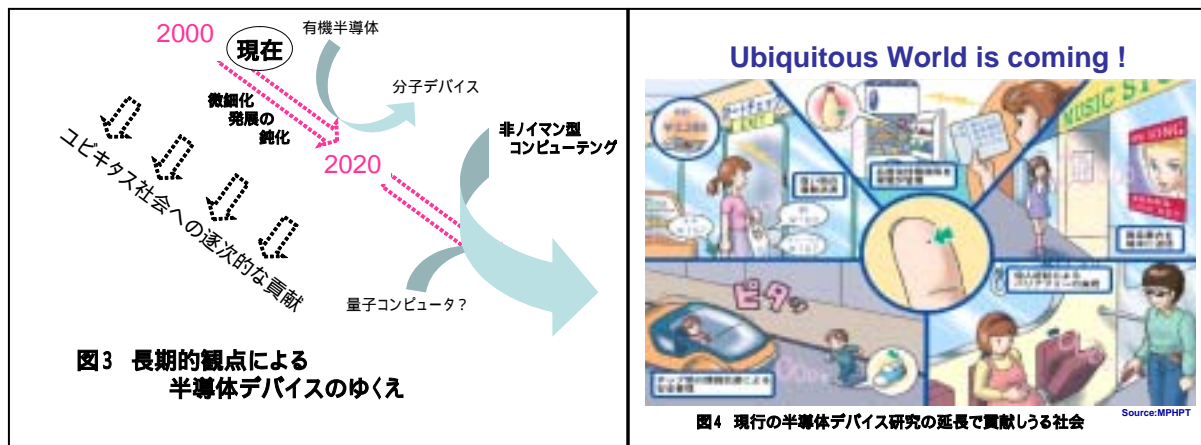 2000
現在
有機半導体
分子デバイス
微細化
発展の
鈍化
2020
非ノイマン型
コンピューテング
ユビキタス社会への逐次的な貢献
量子コンピュータ？
図3 長期的観点による
半導体デバイスのゆくえ
Ubiquitous World is coming !
MUSIC ST
SONG
ピタッ
図4 現行の半導体デバイス研究の延長で貢献しうる社会
Source:MPHPT